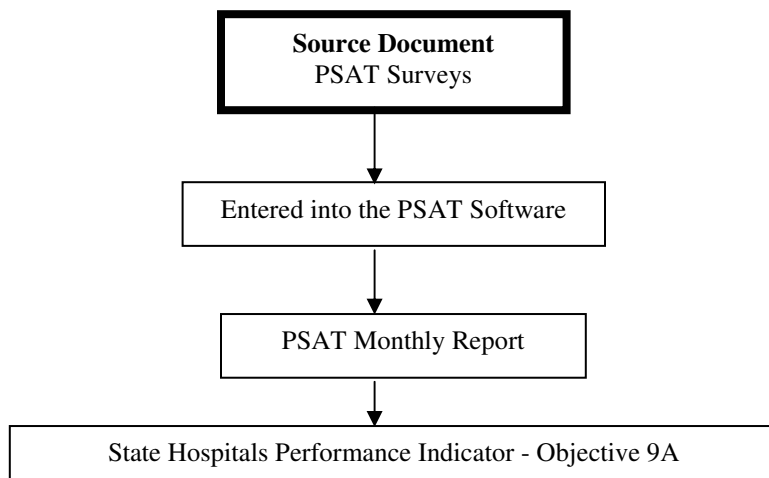 Source Document
PSAT Surveys
Entered into the PSAT Software
PSAT Monthly Report
State Hospitals Performance Indicator - Objective 9A